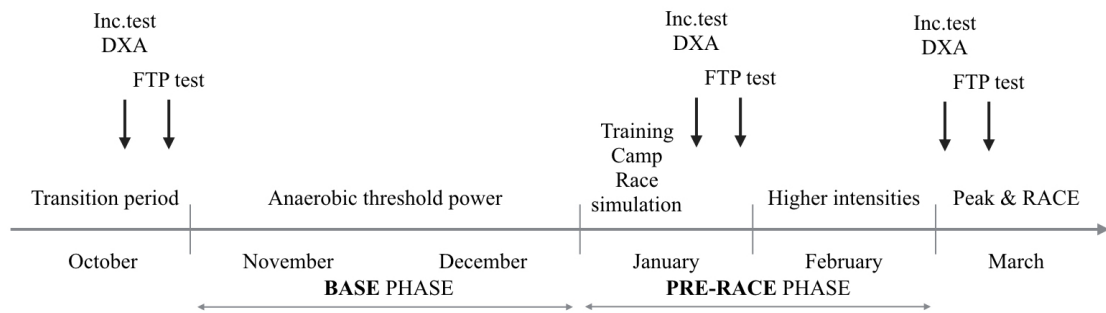 Inc.test
DXA
FTP test
Inc.test
DXA
FTP test
Inc.test
DXA
FTP test
Training
Camp
Race
simulation
Transition period
Anaerobic threshold power
Higher intensities
Peak & RACE
October
November
December
January
February
March
BASE PHASE
PRE-RACE PHASE